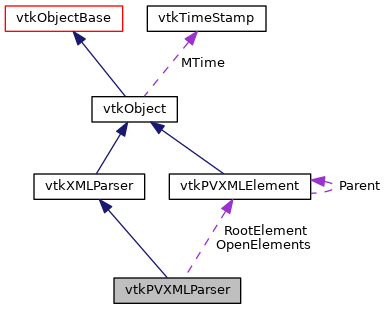 vtkObjectBase
vtkTimeStamp
MTime
vtkObject
vtkXMLParser
vtkPVXMLElement
Parent
RootElement
OpenElements
vtkPVXMLParser